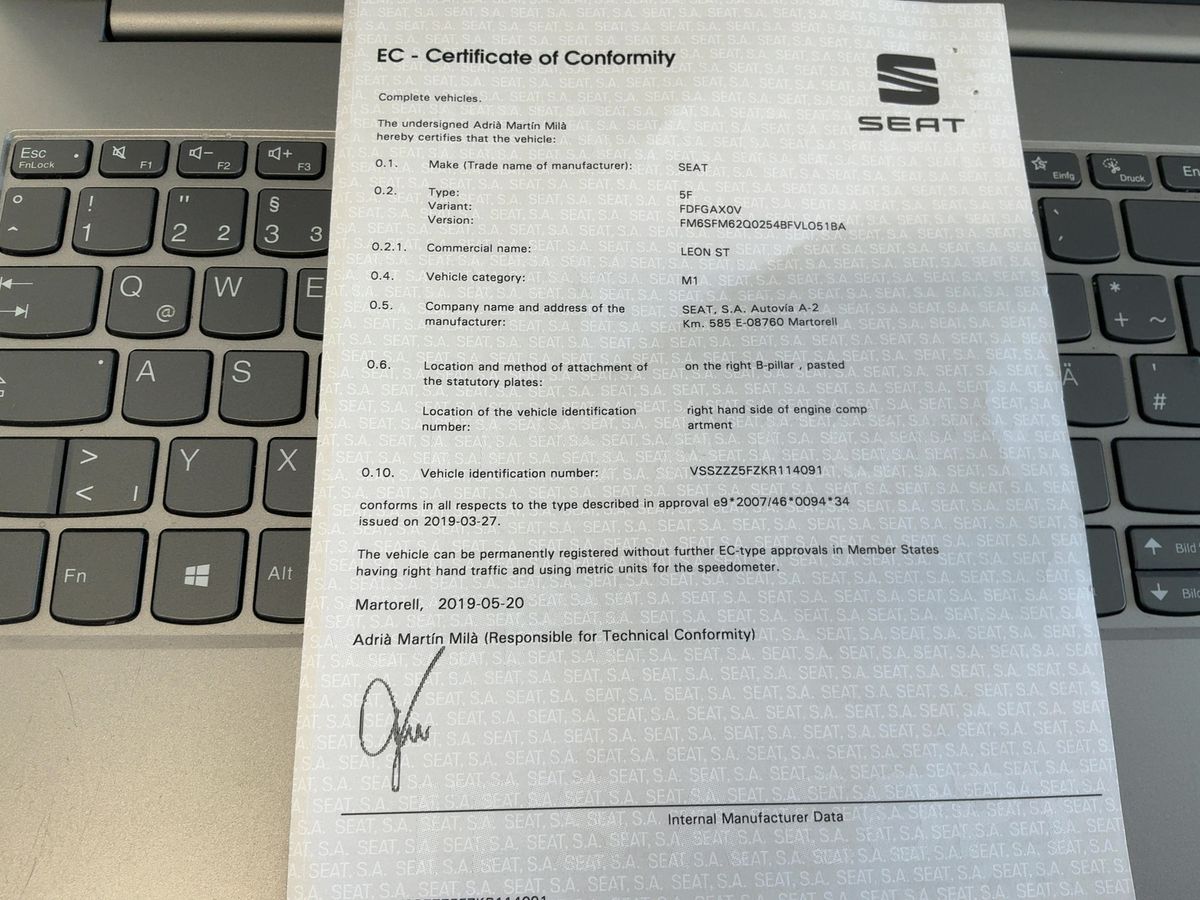 EC - Certificate of Conformity
SEAT
Complete vehicles.
The undersigned Adrià Martín Milà
hereby certifies that the vehicle:
0.1. Make (Trade name of manufacturer): SEAT
0.2. Type: 5F
Variant: FDFGAX0V
Version: FM6SFM62Q0254BFVLO51BA
0.2.1. Commercial name: LEON ST
0.4. Vehicle category: M1
0.5. Company name and address of the SEAT, S.A. Autovía A-2
manufacturer: Km. 585 E-08760 Martorell
0.6. Location and method of attachment of on the right B-pillar , pasted
the statutory plates:
Location of the vehicle identification right hand side of engine comp
number: artment
0.10. Vehicle identification number: VSSZZZ5FZKR114091
conforms in all respects to the type described in approval e9*2007/46*0094*34
issued on 2019-03-27.
The vehicle can be permanently registered without further EC-type approvals in Member States
having right hand traffic and using metric units for the speedometer.
Martorell, 2019-05-20
Adrià Martín Milà (Responsible for Technical Conformity)
Internal Manufacturer Data
Esc
FnLock
F1
F2
F3
! 1
" 2 2
§ 3 3
Q @
W
E
A
S
> < |
Y
X
Fn
Alt
Einfg
Druck
En
* + ~
Ä
' #
Bild
Bild